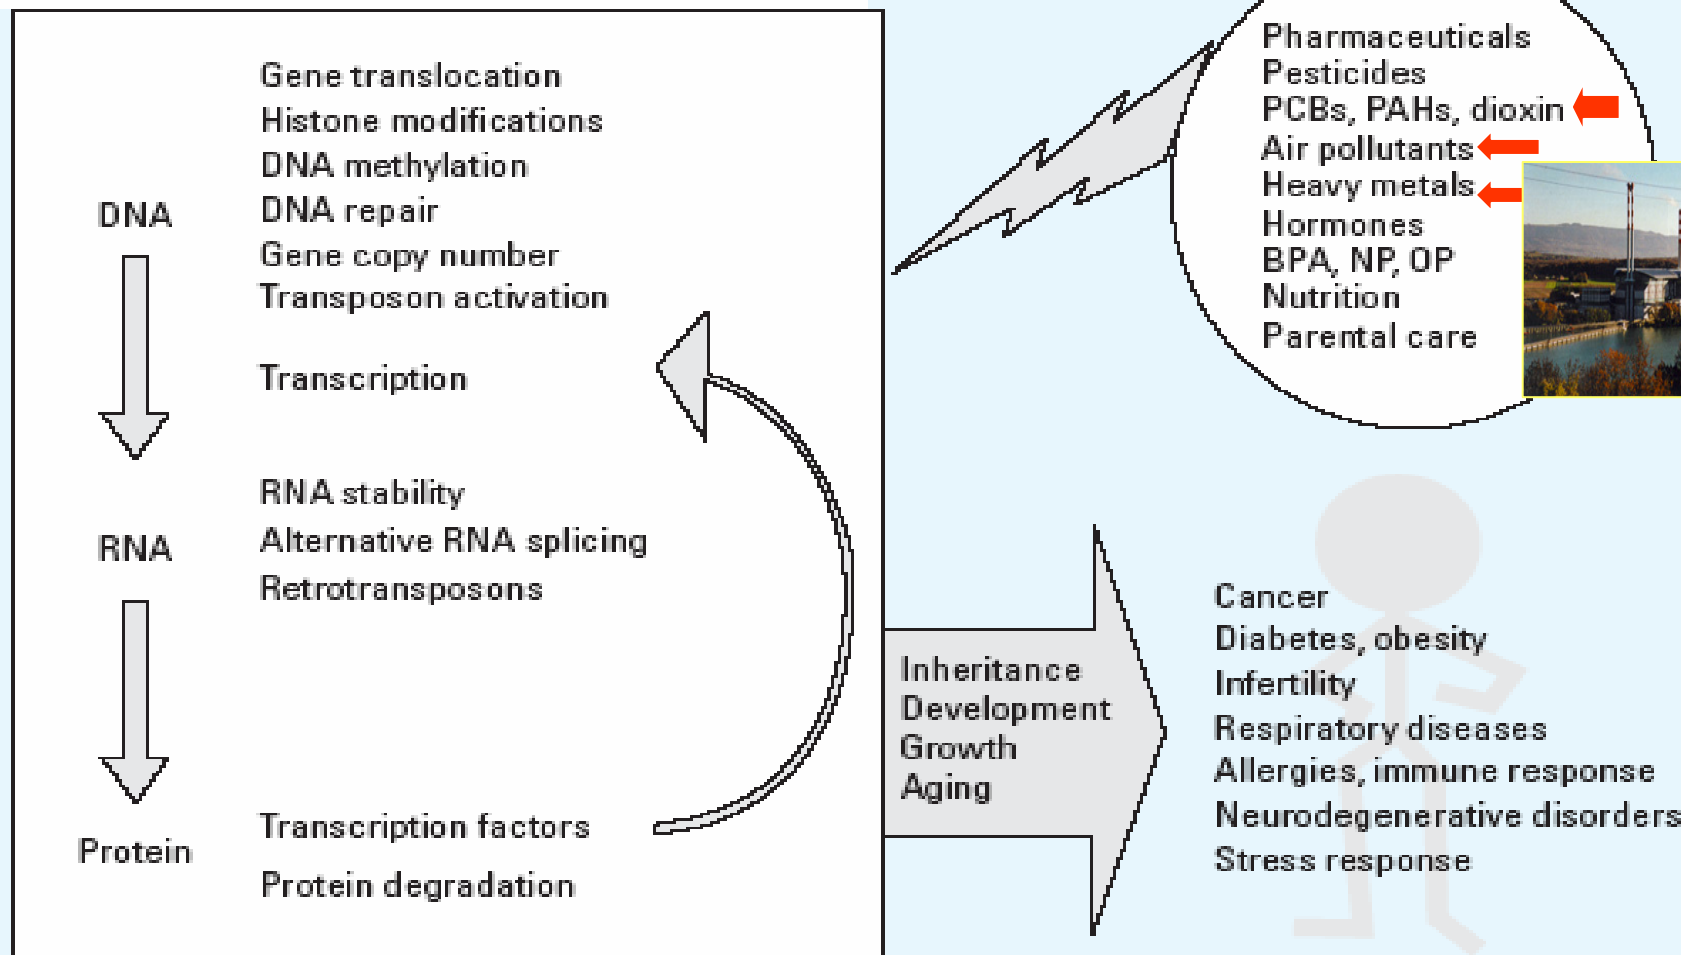 Gene translocation
Histone modifications
DNA methylation
DNA
DNA repair
Gene copy number
Transposon activation
Transcription
RNA stability
RNA
Alternative RNA splicing
Retrotransposons
Transcription factors
Protein
Protein degradation
Pharmaceuticals
Pesticides
PCBs, PAHs, dioxin
Air pollutants
Heavy metals
Hormones
BPA, NP, OP
Nutrition
Parental care
Inheritance
Development
Growth
Aging
Cancer
Diabetes, obesity
Infertility
Respiratory diseases
Allergies, immune response
Neurodegenerative disorders
Stress response